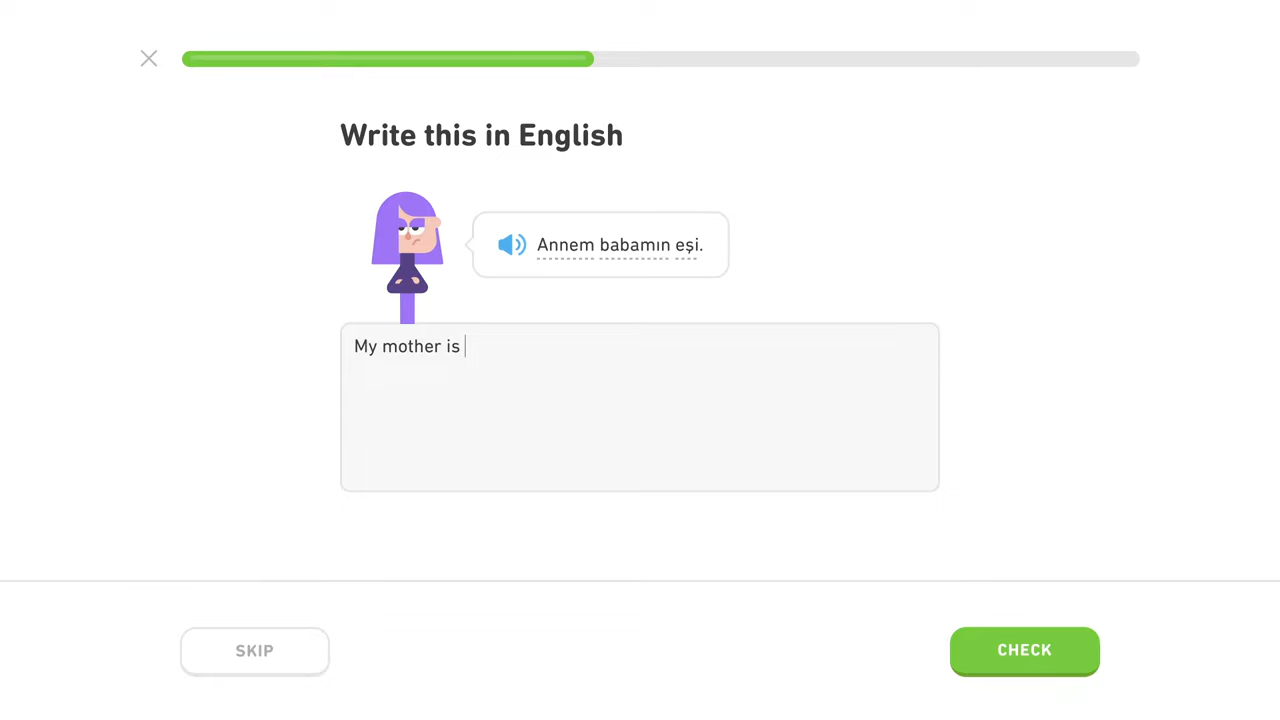 Write this in English
Annem babamın eşi.
My mother is
SKIP
CHECK